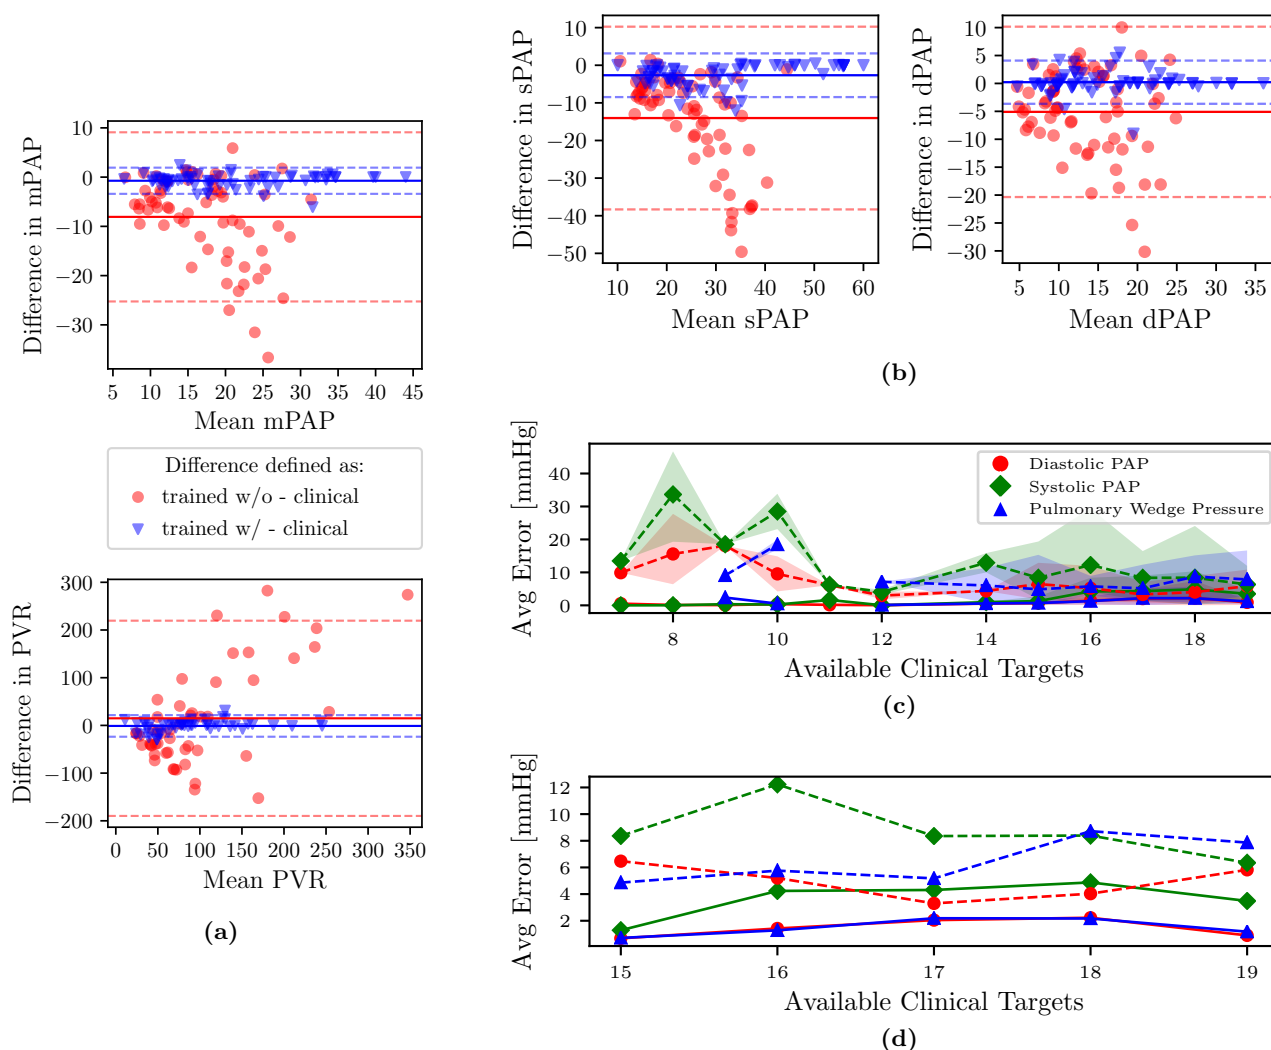 10
0
−10
−20
−30
Difference in mPAP
5 10 15 20 25 30 35 40 45
Mean mPAP
Difference defined as:
trained w/o - clinical
trained w/ - clinical
300
200
100
0
−100
−200
Difference in PVR
0 50 100 150 200 250 300 350
Mean PVR
(a)
10
0
−10
−20
−30
−40
−50
Difference in sPAP
10 20 30 40 50 60
Mean sPAP
10
5
0
−5
−10
−15
−20
−25
−30
Difference in dPAP
5 10 15 20 25 30 35
Mean dPAP
(b)
40
30
20
10
0
Avg Error [mmHg]
Diastolic PAP
Systolic PAP
Pulmonary Wedge Pressure
8 10 12 14 16 18
Available Clinical Targets
(c)
12
10
8
6
4
2
Avg Error [mmHg]
15 16 17 18 19
Available Clinical Targets
(d)